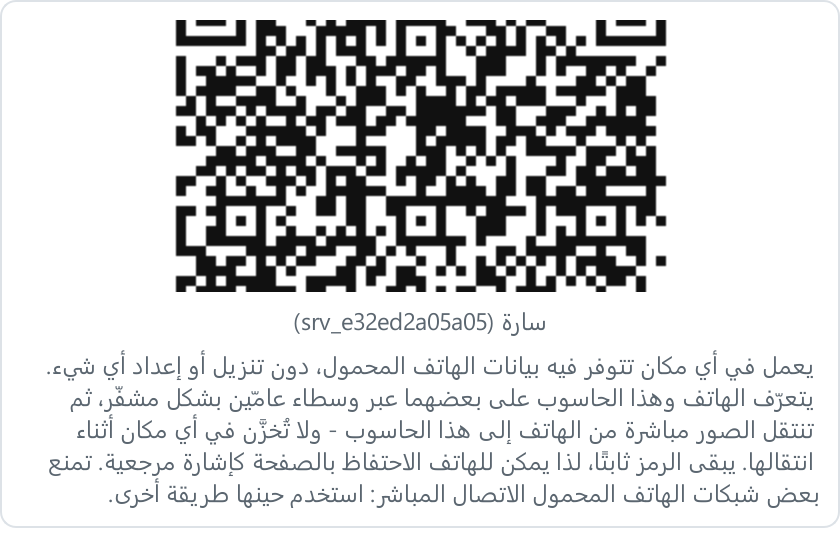 سارة (srv_e32ed2a05a05)
يعمل في أي مكان تتوفر فيه بيانات الهاتف المحمول، دون تنزيل أو إعداد أي شيء.
يتعرّف الهاتف وهذا الحاسوب على بعضهما عبر وسطاء عامّين بشكل مشفّر، ثم
تنتقل الصور مباشرة من الهاتف إلى هذا الحاسوب - ولا تُخزَّن في أي مكان أثناء
انتقالها. يبقى الرمز ثابتًا، لذا يمكن للهاتف الاحتفاظ بالصفحة كإشارة مرجعية. تمنع
بعض شبكات الهاتف المحمول الاتصال المباشر: استخدم حينها طريقة أخرى.